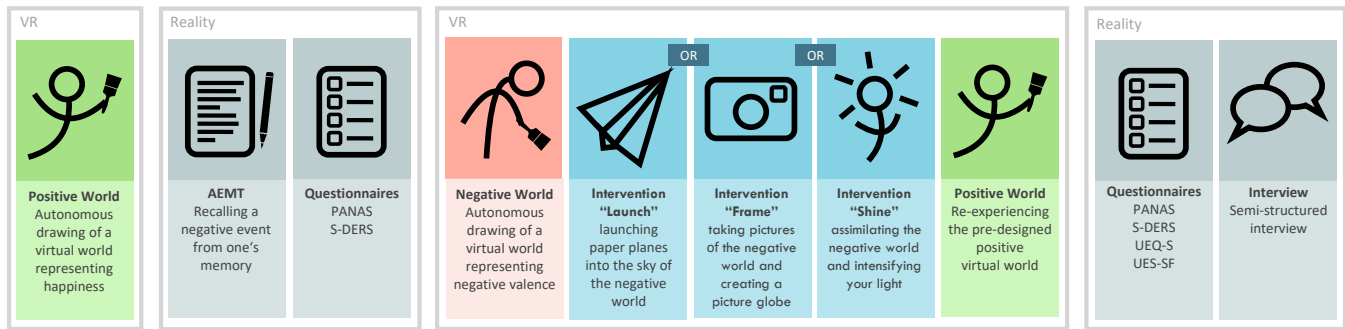 VR
Positive World
Autonomous
drawing of a
virtual world
representing
happiness
Reality
AEMT
Recalling a
negative event
from one's
memory
Questionnaires
PANAS
S-DERS
VR
Negative World
Autonomous
drawing of a
virtual world
representing
negative valence
OR
Intervention
“Launch”
launching
paper planes
into the sky of
the negative
world
OR
Intervention
“Frame”
taking pictures
of the negative
world and
creating a
picture globe
Intervention
“Shine”
assimilating the
negative world
and intensifying
your light
Positive World
Re-experiencing
the pre-designed
positive
virtual world
Reality
Questionnaires
PANAS
S-DERS
UEQ-S
UES-SF
Interview
Semi-structured
interview